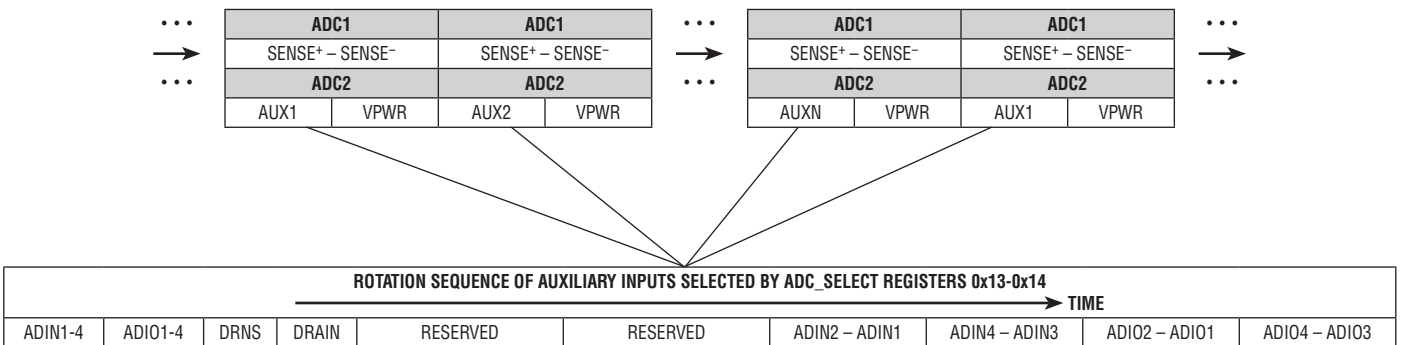 ••• ADC1 ADC1 ••• ADC1 ADC1 •••
SENSE+ – SENSE– SENSE+ – SENSE– SENSE+ – SENSE– SENSE+ – SENSE–
••• ADC2 ADC2 ••• ADC2 ADC2 •••
AUX1 VPWR AUX2 VPWR AUXN VPWR AUX1 VPWR
ROTATION SEQUENCE OF AUXILIARY INPUTS SELECTED BY ADC_SELECT REGISTERS 0x13-0x14
TIME
ADIN1-4 ADIO1-4 DRNS DRAIN RESERVED RESERVED ADIN2 – ADIN1 ADIN4 – ADIN3 ADIO2 – ADIO1 ADIO4 – ADIO3